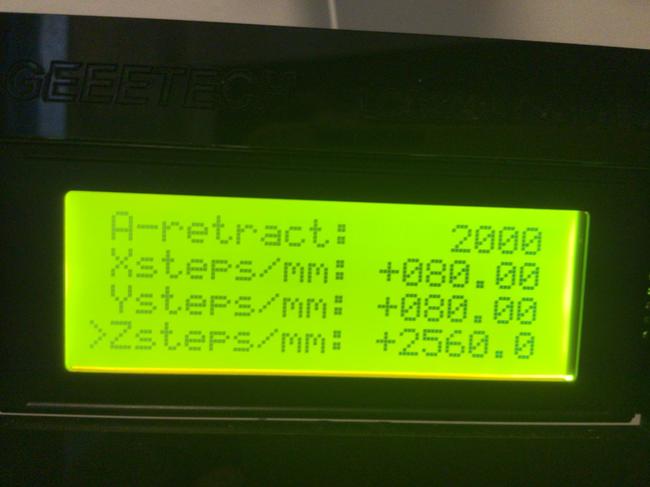 GEEETECH
A-retract: 2000
Xsteps/mm: +080.00
Ysteps/mm: +080.00
>Zsteps/mm: +2560.0